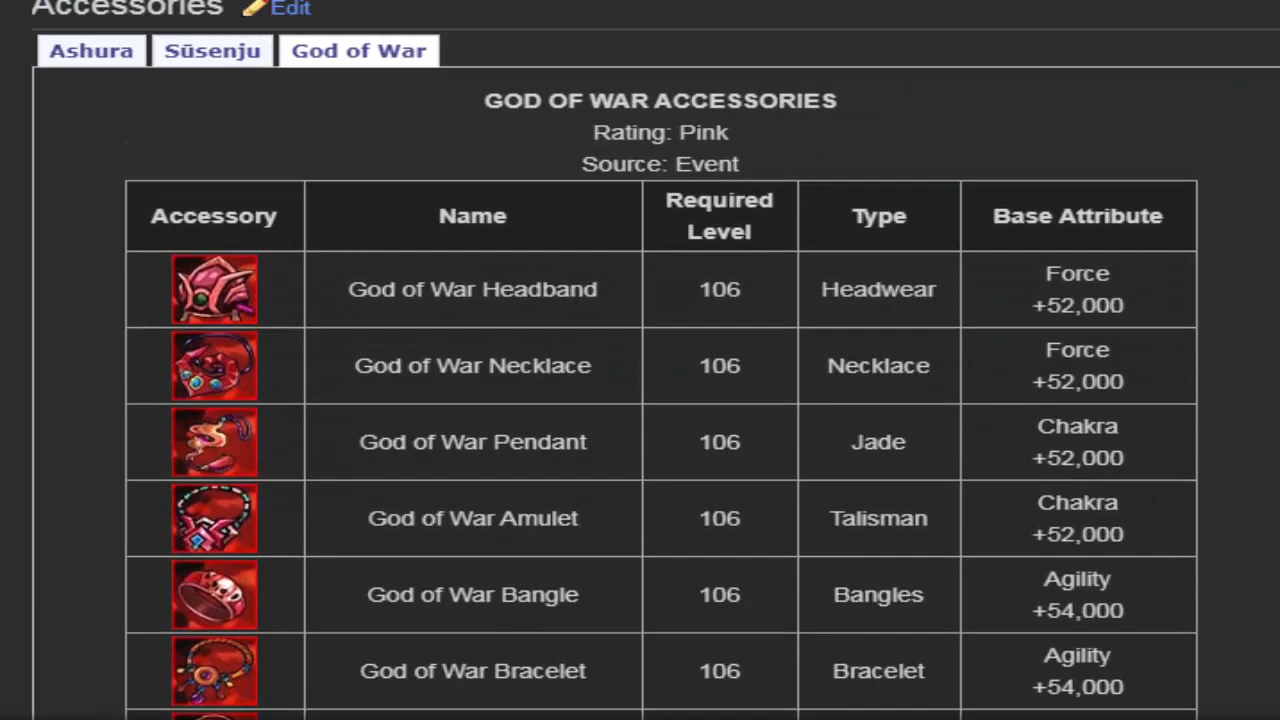 Accessories Edit
Ashura Sūsenju God of War
GOD OF WAR ACCESSORIES
Rating: Pink
Source: Event
Accessory Name Required Level Type Base Attribute
God of War Headband 106 Headwear Force +52,000
God of War Necklace 106 Necklace Force +52,000
God of War Pendant 106 Jade Chakra +52,000
God of War Amulet 106 Talisman Chakra +52,000
God of War Bangle 106 Bangles Agility +54,000
God of War Bracelet 106 Bracelet Agility +54,000